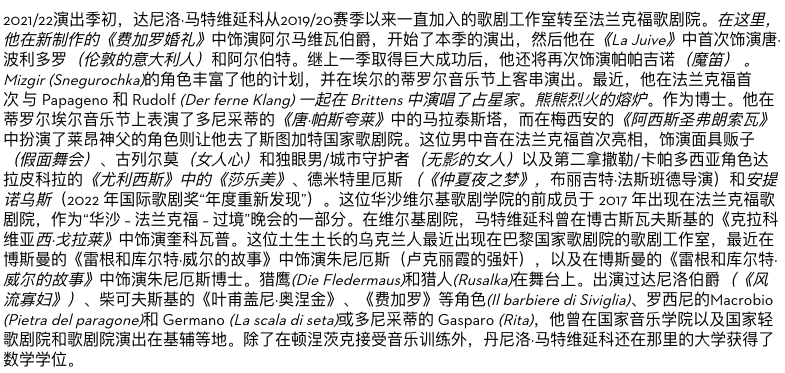 2021/22演出季初，达尼洛·马特维延科从2019/20赛季以来一直加入的歌剧工作室转至法兰克福歌剧院。在这里，
他在新制作的《费加罗婚礼》中饰演阿尔马维瓦伯爵，开始了本季的演出，然后他在《La Juive》中首次饰演唐·
波利多罗（伦敦的意大利人）和阿尔伯特。继上一季取得巨大成功后，他还将再次饰演帕帕吉诺（魔笛）。
Mizgir (Snegurochka)的角色丰富了他的计划，并在埃尔的蒂罗尔音乐节上客串演出。最近，他在法兰克福首
次与 Papageno 和 Rudolf (Der ferne Klang) 一起在 Brittens 中演唱了占星家。熊熊烈火的熔炉。作为博士。他在
蒂罗尔埃尔音乐节上表演了多尼采蒂的《唐·帕斯夸莱》中的马拉泰斯塔，而在梅西安的《阿西斯圣弗朗索瓦》
中扮演了莱昂神父的角色则让他去了斯图加特国家歌剧院。这位男中音在法兰克福首次亮相，饰演面具贩子
（假面舞会）、古列尔莫（女人心）和独眼男/城市守护者（无影的女人）以及第二拿撒勒/卡帕多西亚角色达
拉皮科拉的《尤利西斯》中的《莎乐美》、德米特里厄斯（《仲夏夜之梦》，布丽吉特·法斯班德导演）和安提
诺乌斯（2022 年国际歌剧奖“年度重新发现”）。这位华沙维尔基歌剧学院的前成员于 2017 年出现在法兰克福歌
剧院，作为“华沙 - 法兰克福 - 过境”晚会的一部分。在维尔基剧院，马特维延科曾在博古斯瓦夫斯基的《克拉科
维亚西·戈拉莱》中饰演奎科瓦普。这位土生土长的乌克兰人最近出现在巴黎国家歌剧院的歌剧工作室，最近在
博斯曼的《雷根和库尔特·威尔的故事》中饰演朱尼厄斯（卢克丽霞的强奸），以及在博斯曼的《雷根和库尔特·
威尔的故事》中饰演朱尼厄斯博士。猎鹰(Die Fledermaus)和猎人(Rusalka)在舞台上。出演过达尼洛伯爵（《风
流寡妇》）、柴可夫斯基的《叶甫盖尼·奥涅金》、《费加罗》等角色(Il barbiere di Siviglia)、罗西尼的Macrobio
(Pietra del paragone)和 Germano (La scala di seta)或多尼采蒂的 Gasparo (Rita)，他曾在国家音乐学院以及国家轻
歌剧院和歌剧院演出在基辅等地。除了在顿涅茨克接受音乐训练外，丹尼洛·马特维延科还在那里的大学获得了
数学学位。